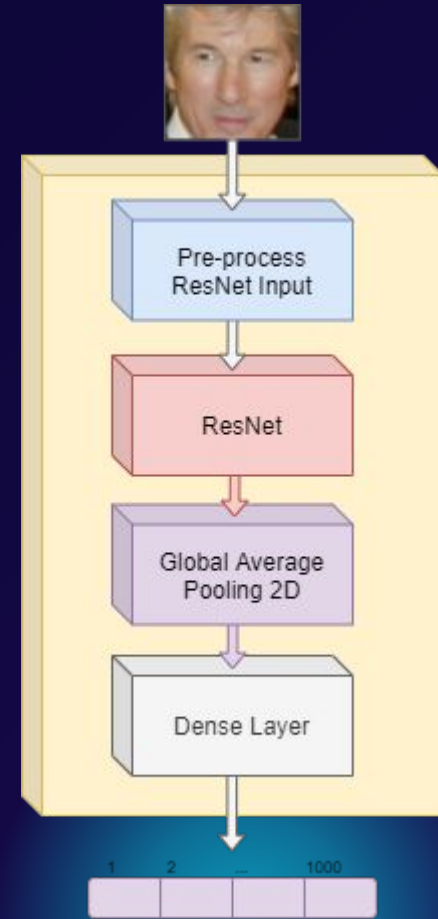 Pre-process
ResNet Input
ResNet
Global Average
Pooling 2D
Dense Layer
1 2 ... 1000